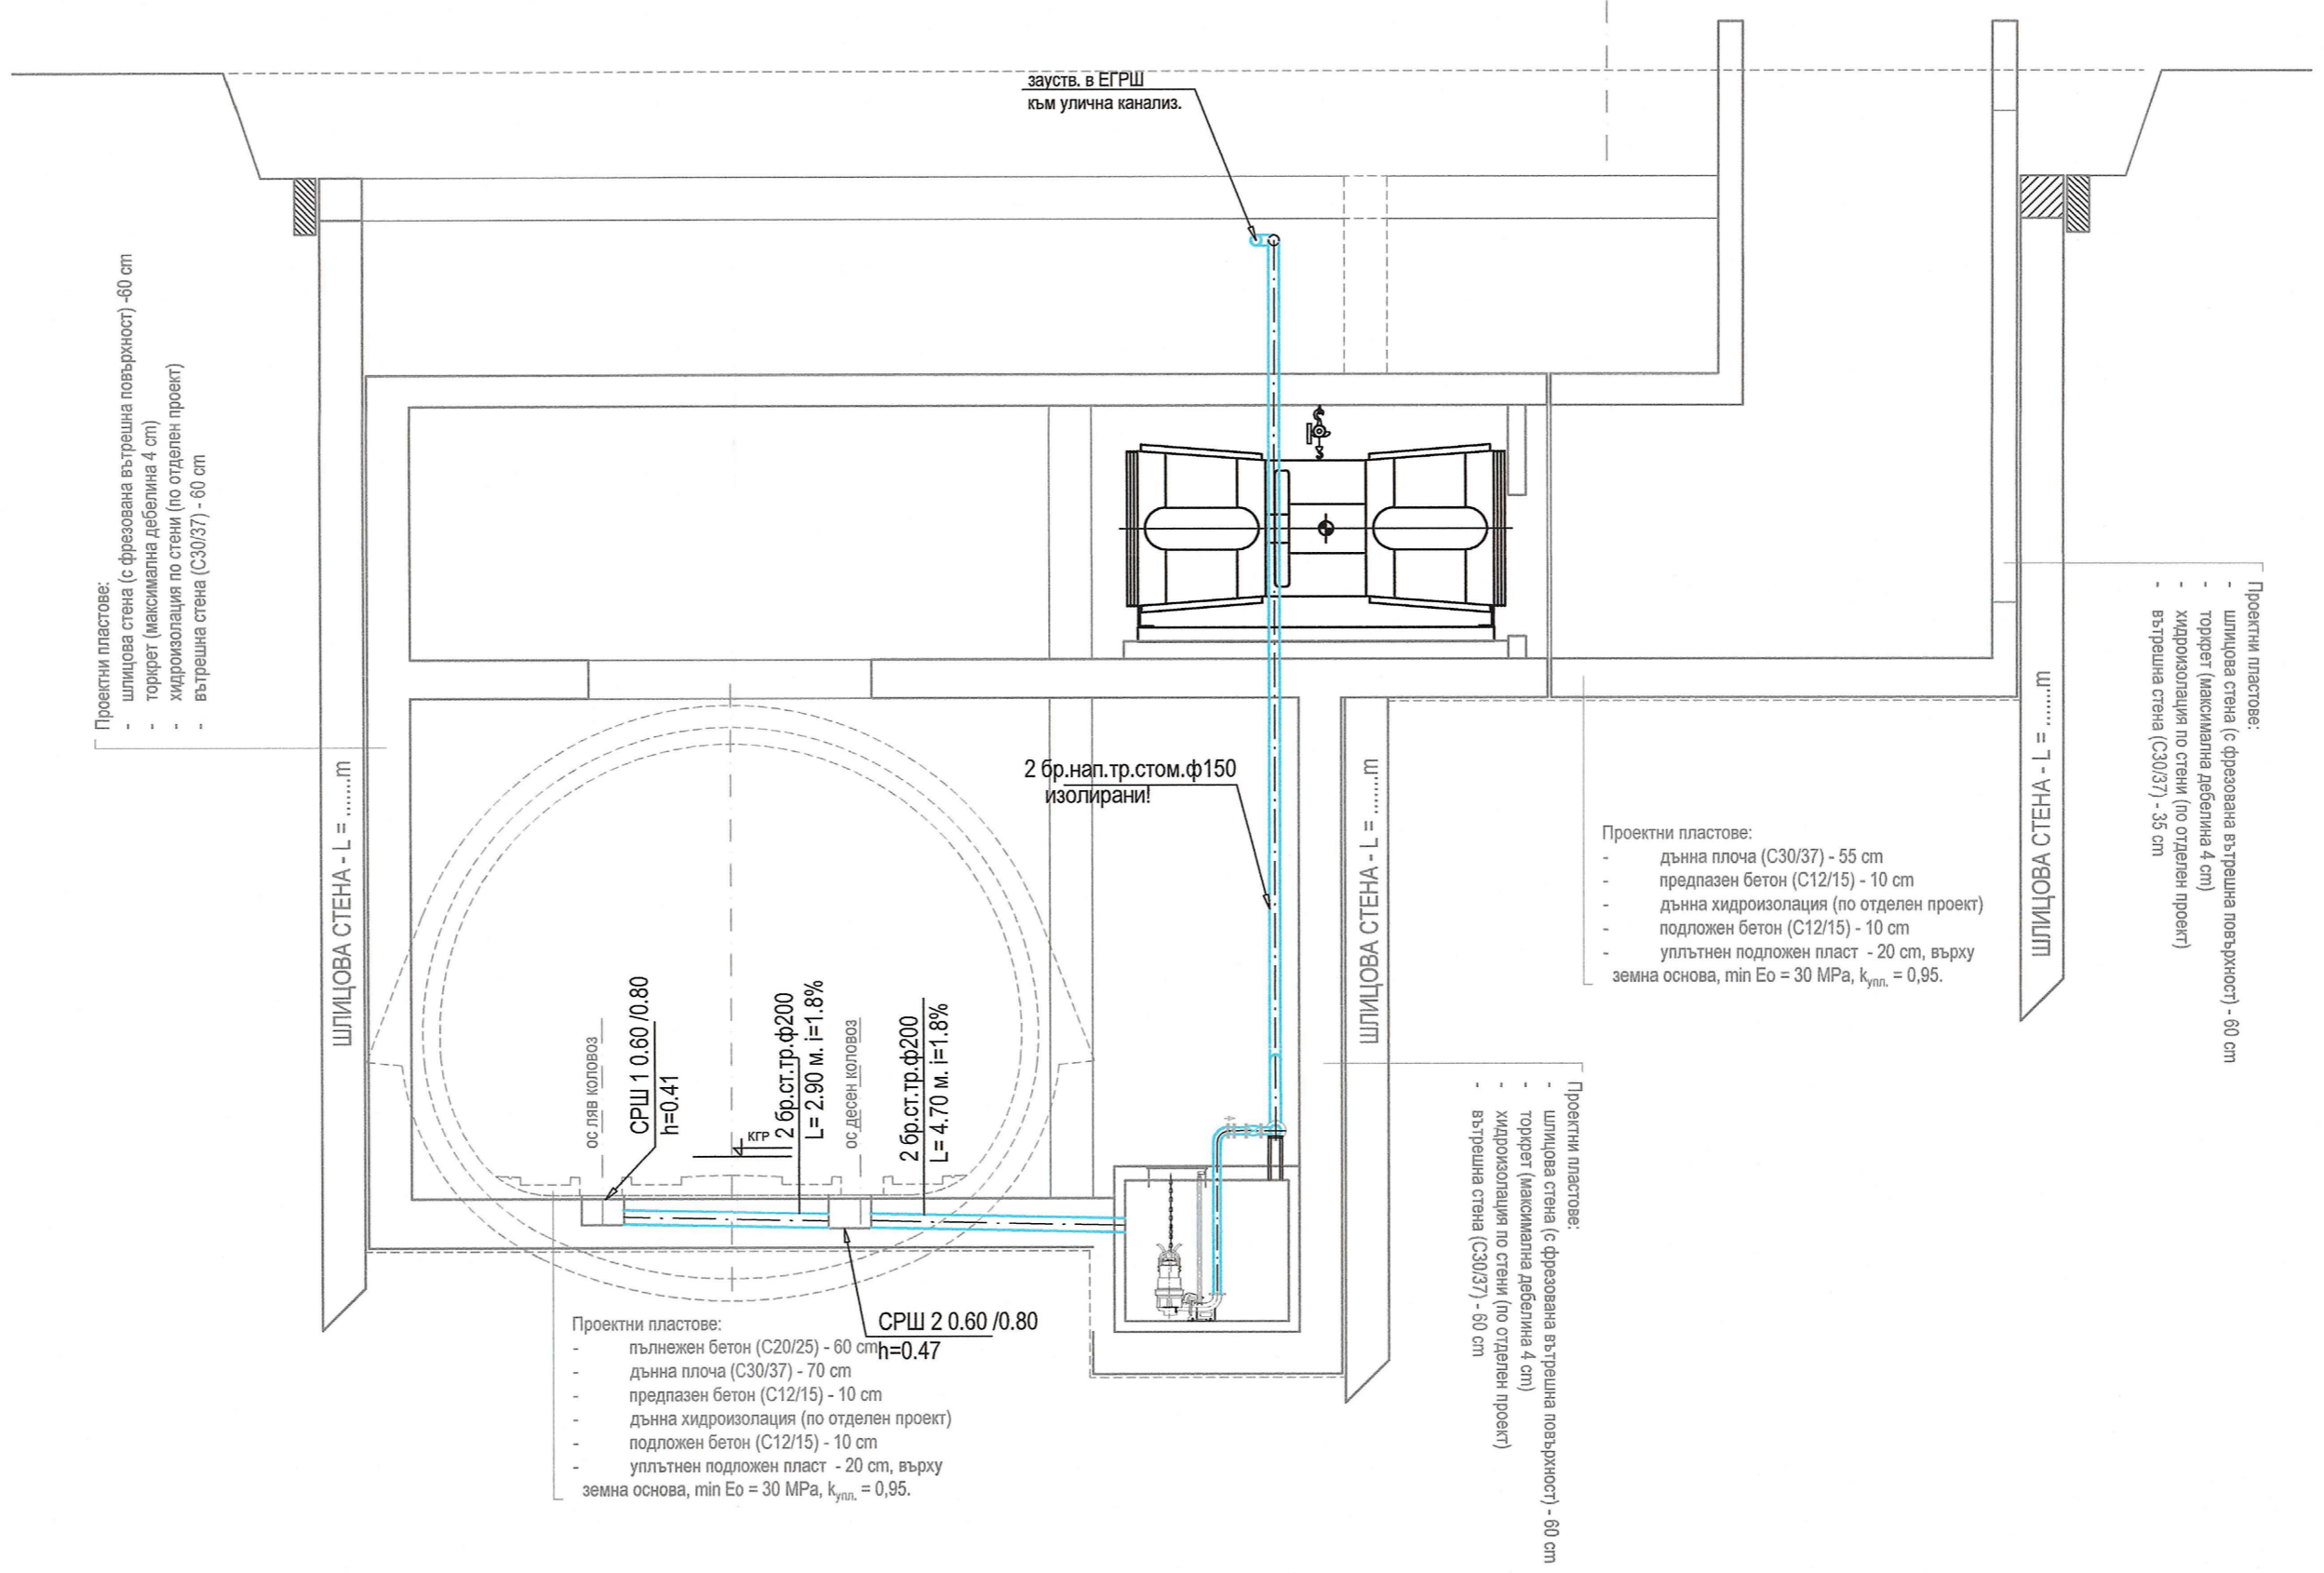 зауств. в ЕГРШ
към улична канализ.
Проектни пластове:
- шлицова стена (с фрезована вътрешна повърхност) -60 cm
- торкрет (максимална дебелина 4 cm)
- хидроизолация по стени (по отделен проект)
- вътрешна стена (С30/37) - 60 cm
ШЛИЦОВА СТЕНА - L = ........m
2 бр.нап.тр.стом.ф150
изолирани!
ос ляв коловоз
СРШ 1 0.60 /0.80
h=0.41
КГР
2 бр.ст.тр.ф200
L= 2.90 м. i=1.8%
ос десен коловоз
2 бр.ст.тр.ф200
L= 4.70 м. i=1.8%
СРШ 2 0.60 /0.80
h=0.47
Проектни пластове:
- пълнежен бетон (С20/25) - 60 cm
- дънна плоча (С30/37) - 70 cm
- предпазен бетон (С12/15) - 10 cm
- дънна хидроизолация (по отделен проект)
- подложен бетон (С12/15) - 10 cm
- уплътнен подложен пласт - 20 cm, върху
земна основа, min Eo = 30 MPa, kупл. = 0,95.
ШЛИЦОВА СТЕНА - L = ........m
Проектни пластове:
- шлицова стена (с фрезована вътрешна повърхност) - 60 cm
- торкрет (максимална дебелина 4 cm)
- хидроизолация по стени (по отделен проект)
- вътрешна стена (С30/37) - 60 cm
Проектни пластове:
- дънна плоча (С30/37) - 55 cm
- предпазен бетон (С12/15) - 10 cm
- дънна хидроизолация (по отделен проект)
- подложен бетон (С12/15) - 10 cm
- уплътнен подложен пласт - 20 cm, върху
земна основа, min Eo = 30 MPa, kупл. = 0,95.
ШЛИЦОВА СТЕНА - L = ........m
Проектни пластове:
- шлицова стена (с фрезована вътрешна повърхност) - 60 cm
- торкрет (максимална дебелина 4 cm)
- хидроизолация по стени (по отделен проект)
- вътрешна стена (С30/37) - 35 cm